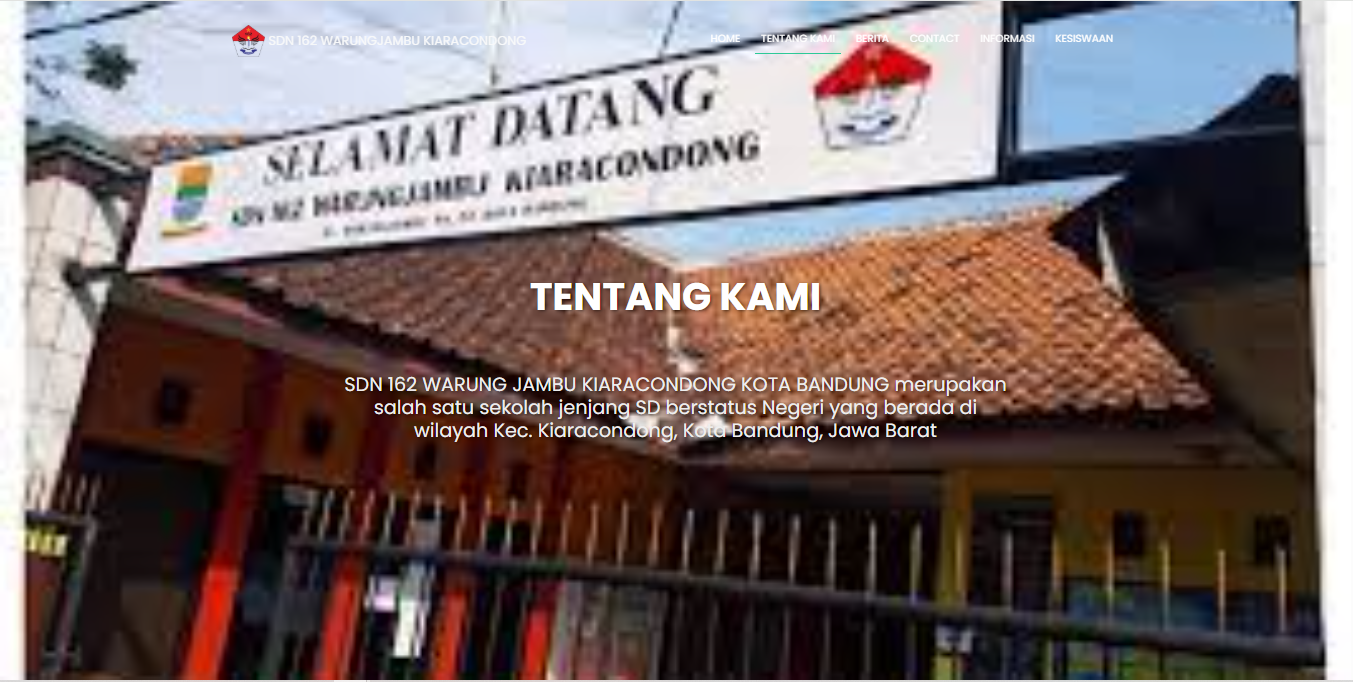 SDN 162 WARUNGJAMBU KIARACONDONG
HOME TENTANG KAMI BERITA CONTACT INFORMASI KESISWAAN
SELAMAT DATANG
SDN 162 WARUNGJAMBU KIARACONDONG
TENTANG KAMI
SDN 162 WARUNG JAMBU KIARACONDONG KOTA BANDUNG merupakan
salah satu sekolah jenjang SD berstatus Negeri yang berada di
wilayah Kec. Kiaracondong, Kota Bandung, Jawa Barat